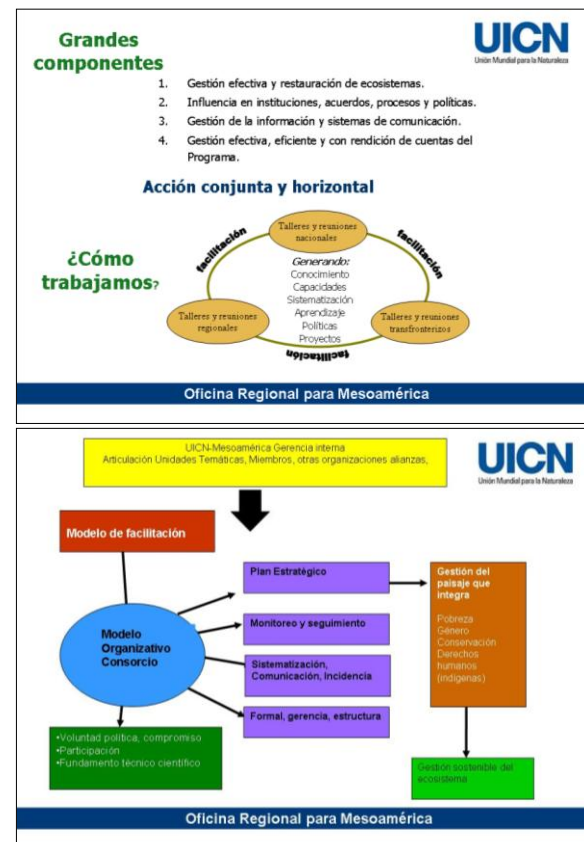 Grandes
componentes
UICN
Unión Mundial para la Naturaleza
1. Gestión efectiva y restauración de ecosistemas.
2. Influencia en instituciones, acuerdos, procesos y políticas.
3. Gestión de la información y sistemas de comunicación.
4. Gestión efectiva, eficiente y con rendición de cuentas del
Programa.
Acción conjunta y horizontal
¿Cómo
trabajamos?
Talleres y reuniones
nacionales
facilitación
facilitación
Generando:
Conocimiento
Capacidades
Sistematización
Aprendizaje
Políticas
Proyectos
Talleres y reuniones
regionales
Talleres y reuniones
transfronterizos
facilitación
Oficina Regional para Mesoamérica
UICN-Mesoamérica Gerencia interna
Articulación Unidades Temáticas, Miembros, otras organizaciones alianzas,
UICN
Unión Mundial para la Naturaleza
Modelo de facilitación
Modelo
Organizativo
Consorcio
Plan Estratégico
Monitoreo y seguimiento
Sistematización,
Comunicación, Incidencia
Formal, gerencia, estructura
Gestión del
paisaje que
integra
Pobreza
Género
Conservación
Derechos
humanos
(indígenas)
•Voluntad política, compromiso
•Participación
•Fundamento técnico científico
Gestión sostenible del
ecosistema
Oficina Regional para Mesoamérica